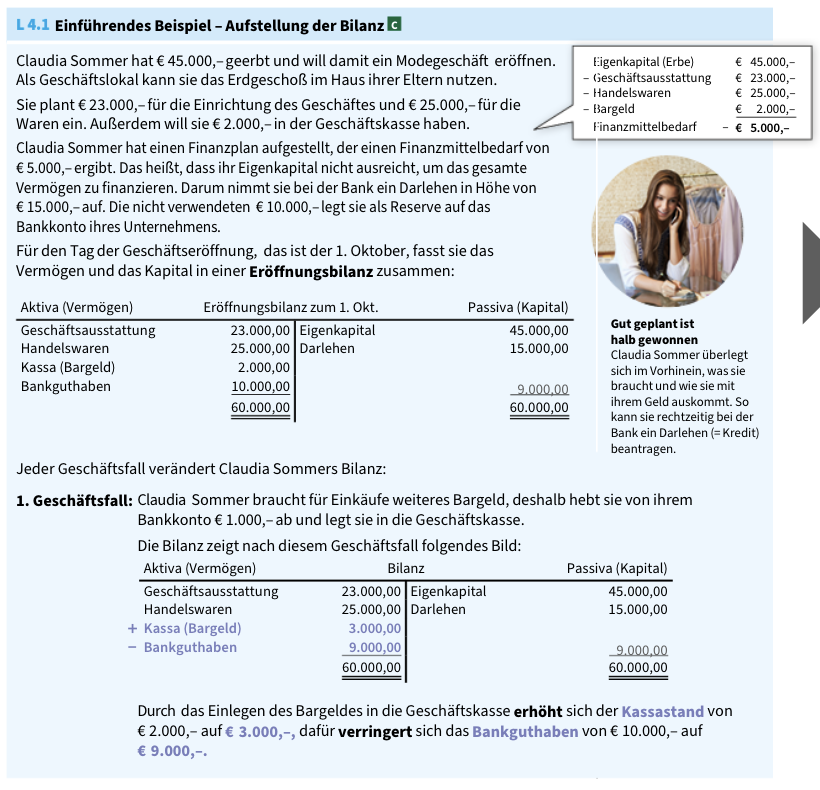 L 4.1 Einführendes Beispiel – Aufstellung der Bilanz C
Claudia Sommer hat € 45.000,– geerbt und will damit ein Modegeschäft eröffnen.
Als Geschäftslokal kann sie das Erdgeschoß im Haus ihrer Eltern nutzen.
Sie plant € 23.000,– für die Einrichtung des Geschäftes und € 25.000,– für die
Waren ein. Außerdem will sie € 2.000,– in der Geschäftskasse haben.
Claudia Sommer hat einen Finanzplan aufgestellt, der einen Finanzmittelbedarf von
€ 5.000,– ergibt. Das heißt, dass ihr Eigenkapital nicht ausreicht, um das gesamte
Vermögen zu finanzieren. Darum nimmt sie bei der Bank ein Darlehen in Höhe von
€ 15.000,– auf. Die nicht verwendeten € 10.000,– legt sie als Reserve auf das
Bankkonto ihres Unternehmens.
Für den Tag der Geschäftseröffnung, das ist der 1. Oktober, fasst sie das
Vermögen und das Kapital in einer Eröffnungsbilanz zusammen:
Eigenkapital (Erbe) € 45.000,–
– Geschäftsausstattung € 23.000,–
– Handelswaren € 25.000,–
– Bargeld € 2.000,–
Finanzmittelbedarf – € 5.000,–
Gut geplant ist
halb gewonnen
Claudia Sommer überlegt
sich im Vorhinein, was sie
braucht und wie sie mit
ihrem Geld auskommt. So
kann sie rechtzeitig bei der
Bank ein Darlehen (= Kredit)
beantragen.
Aktiva (Vermögen) Eröffnungsbilanz zum 1. Okt. Passiva (Kapital)
Geschäftsausstattung 23.000,00 Eigenkapital 45.000,00
Handelswaren 25.000,00 Darlehen 15.000,00
Kassa (Bargeld) 2.000,00
Bankguthaben 10.000,00 9.000,00
60.000,00 60.000,00
Jeder Geschäftsfall verändert Claudia Sommers Bilanz:
1. Geschäftsfall: Claudia Sommer braucht für Einkäufe weiteres Bargeld, deshalb hebt sie von ihrem
Bankkonto € 1.000,– ab und legt sie in die Geschäftskasse.
Die Bilanz zeigt nach diesem Geschäftsfall folgendes Bild:
Aktiva (Vermögen) Bilanz Passiva (Kapital)
Geschäftsausstattung 23.000,00 Eigenkapital 45.000,00
Handelswaren 25.000,00 Darlehen 15.000,00
+ Kassa (Bargeld) 3.000,00
– Bankguthaben 9.000,00 9.000,00
60.000,00 60.000,00
Durch das Einlegen des Bargeldes in die Geschäftskasse erhöht sich der Kassastand von
€ 2.000,– auf € 3.000,–, dafür verringert sich das Bankguthaben von € 10.000,– auf
€ 9.000,–.